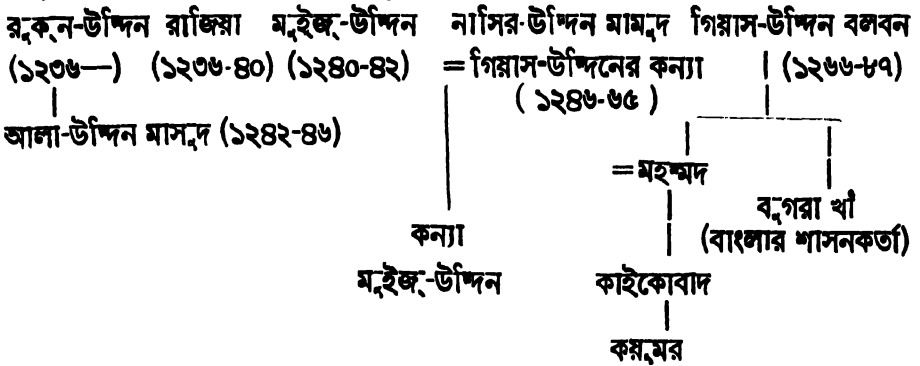 রুকন-উদ্দিন রাজিয়া মুইজ-উদ্দিন নাসির-উদ্দিন মামুদ গিয়াস-উদ্দিন বলবন
(১২৩৬—) (১২৩৬-৪০) (১২৪০-৪২) = গিয়াস-উদ্দিনের কন্যা (১২৬৬-৮৭)
(১২৪৬-৬৫)
আলা-উদ্দিন মাসুদ (১২৪২-৪৬)
= মহম্মদ
বুগরা খাঁ
কন্যা (বাংলার শাসনকর্তা)
মুইজ-উদ্দিন কাইকোবাদ
কয়ুমর